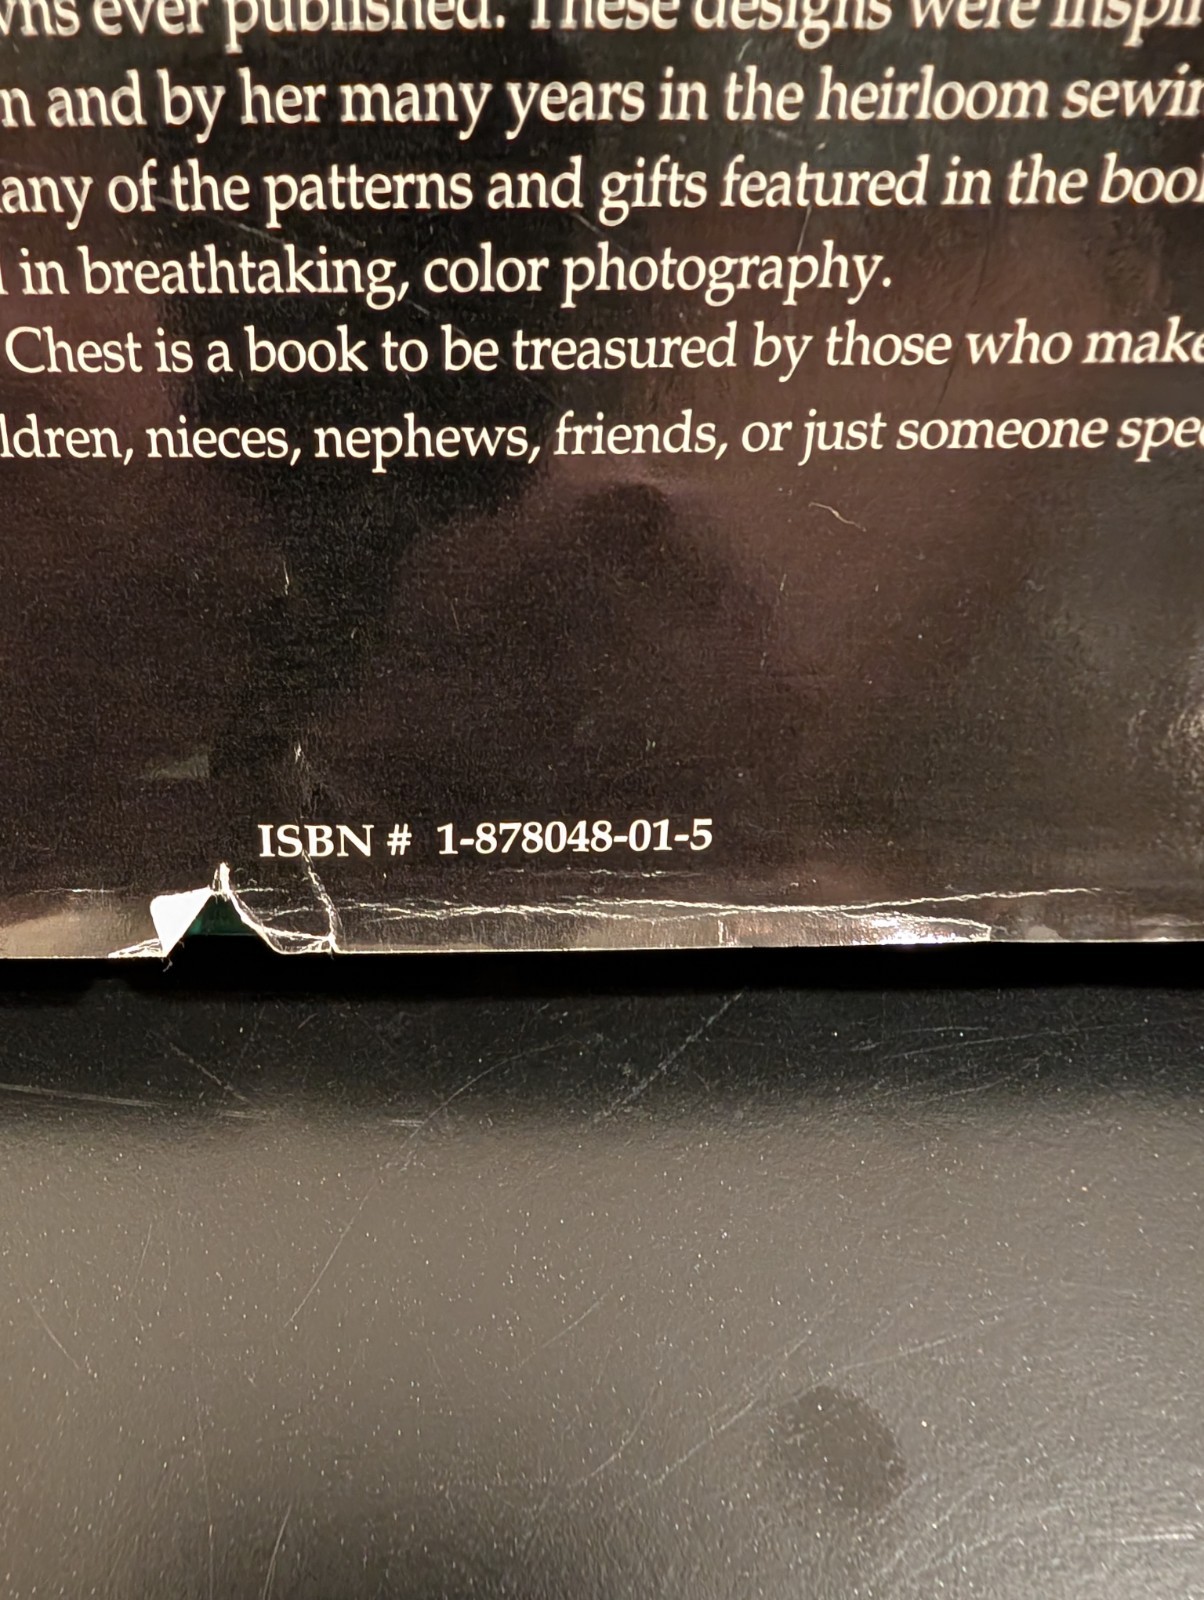 ever published. These designs were
and by her many years in the heirloom
of the patterns and gifts featured in the
in breathtaking, color photography.
Chest is a book to be treasured by those who make
nieces, nephews, friends, or just someone
ISBN # 1-878048-01-5